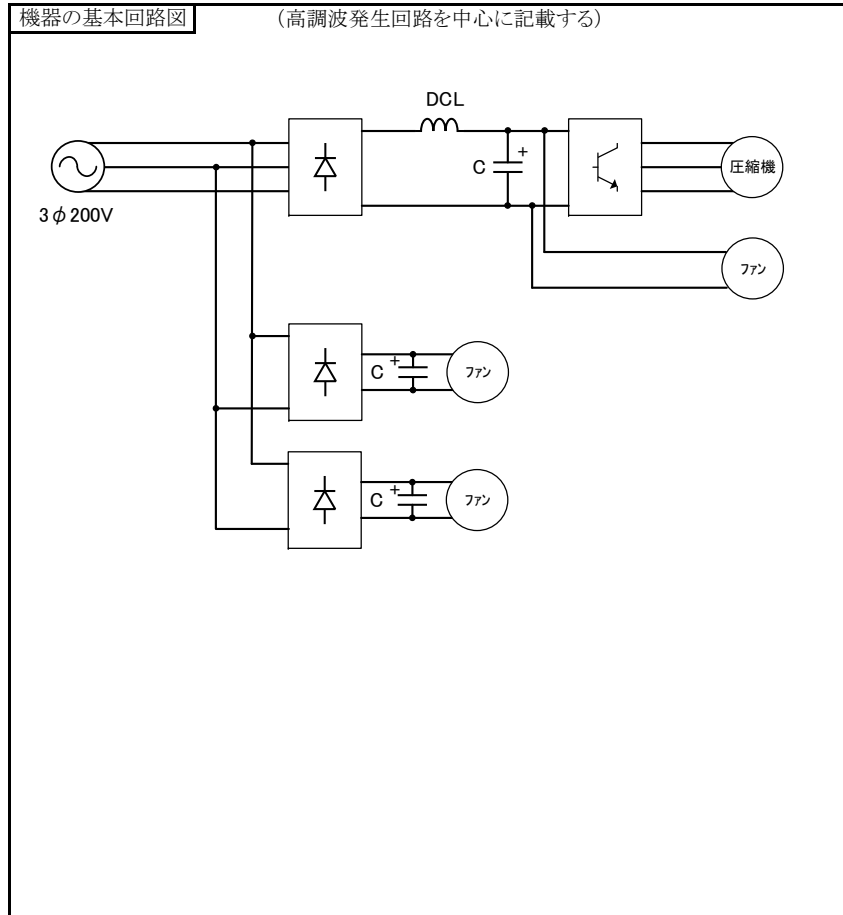 機器の基本回路図
(高調波発生回路を中心に記載する)
DCL
C
+
圧縮機
3φ200V
ファン
C
+
ファン
C
+
ファン